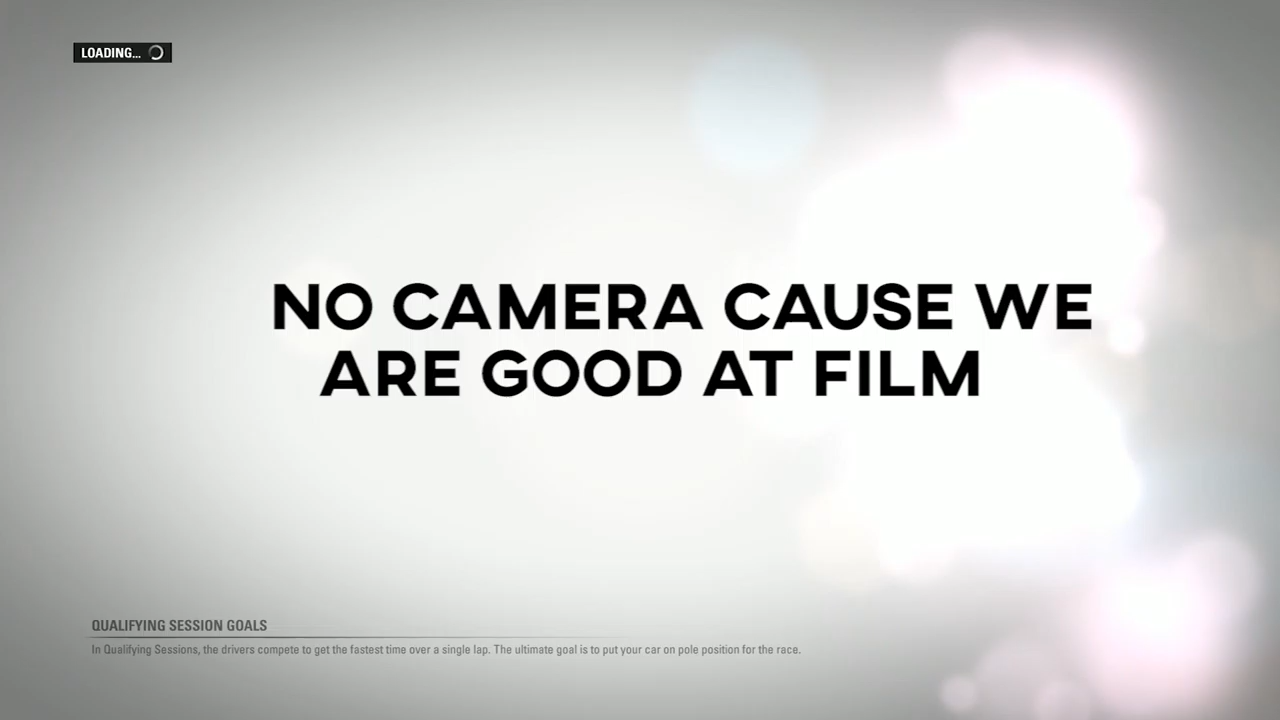 LOADING...
NO CAMERA CAUSE WE
ARE GOOD AT FILM
QUALIFYING SESSION GOALS
In Qualifying Sessions, the drivers compete to get the fastest time over a single lap. The ultimate goal is to put your car on pole position for the race.